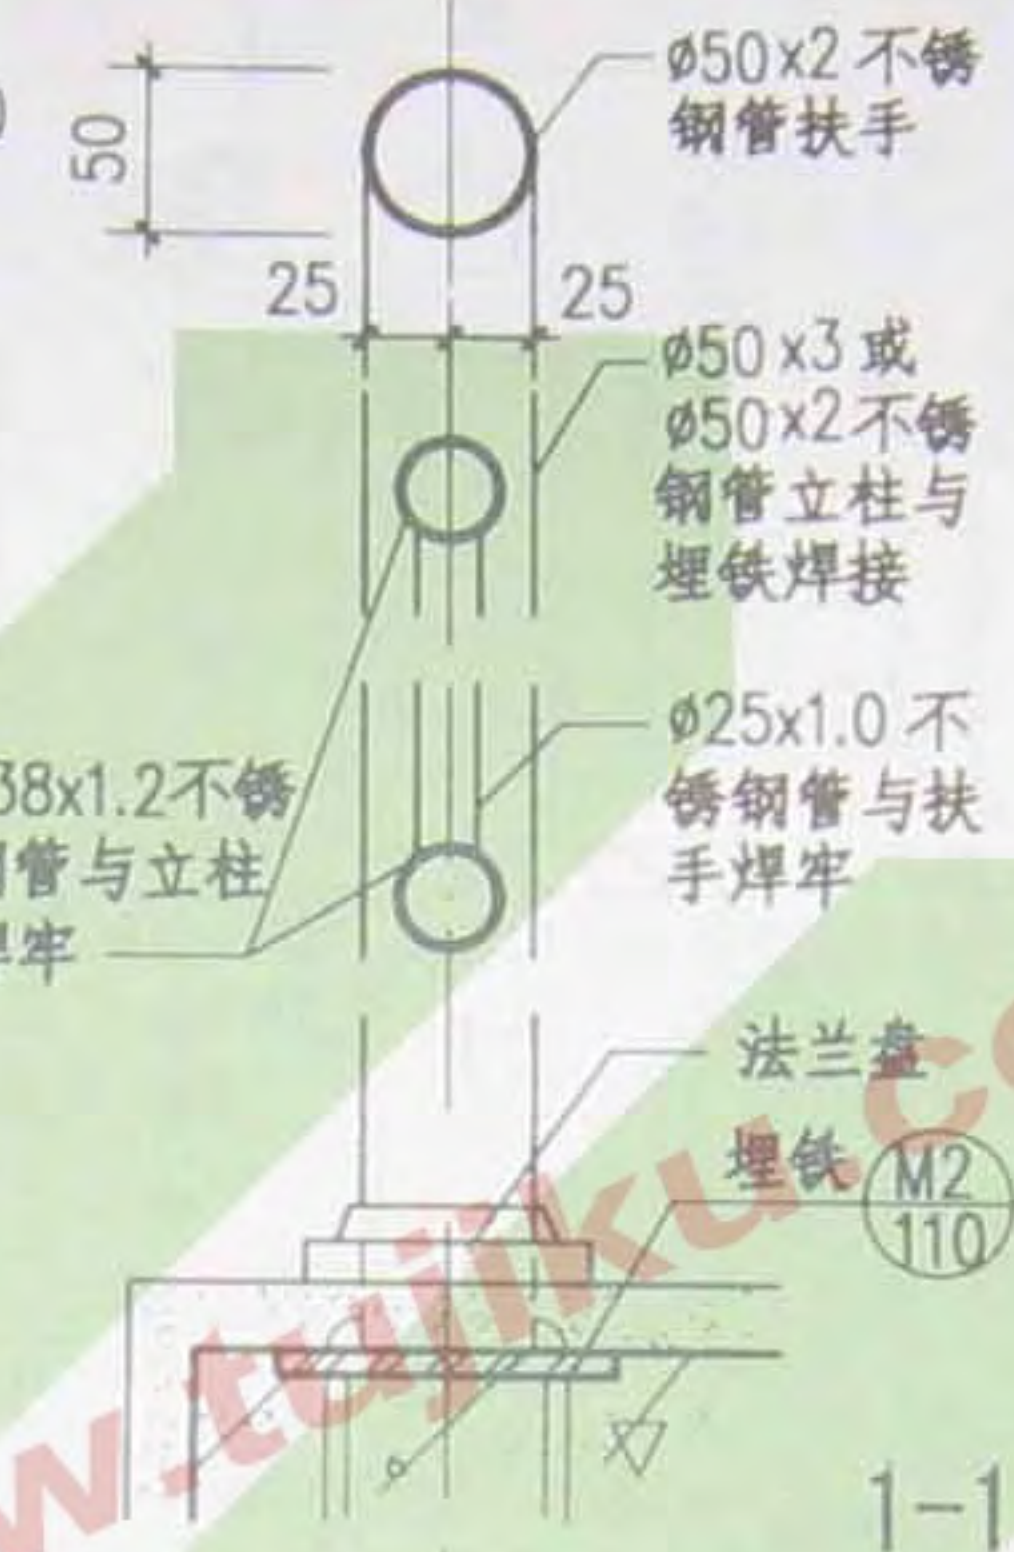 ø50x2 不锈
钢管扶手
50
25
25
ø50x3 或
ø50x2 不锈
钢管立柱与
埋铁焊接
ø25x1.0 不
锈钢管与扶
手焊牢
38x1.2不锈
管与立柱
牢
法兰盘
埋铁
M2
110
w.tujiku.c
1-1